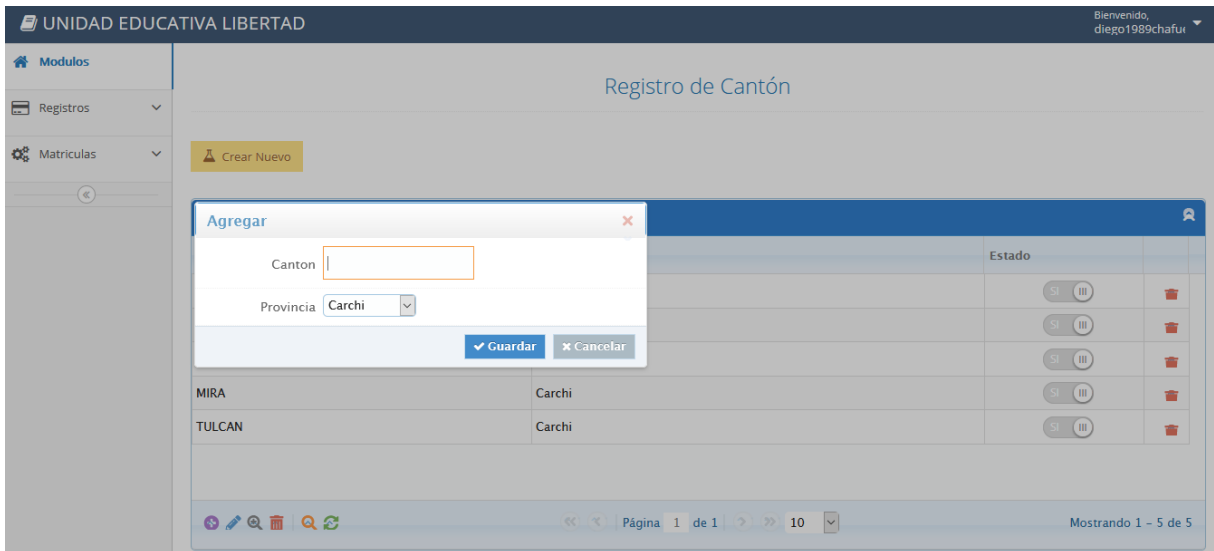 UNIDAD EDUCATIVA LIBERTAD
Bienvenido,
diego1989chafue
Modulos
Registros
Matriculas
Registro de Cantón
Crear Nuevo
Agregar
Canton
Provincia Carchi
Guardar Cancelar
Estado
SI
SI
SI
MIRA Carchi SI
TULCAN Carchi SI
Página 1 de 1 10 Mostrando 1 - 5 de 5